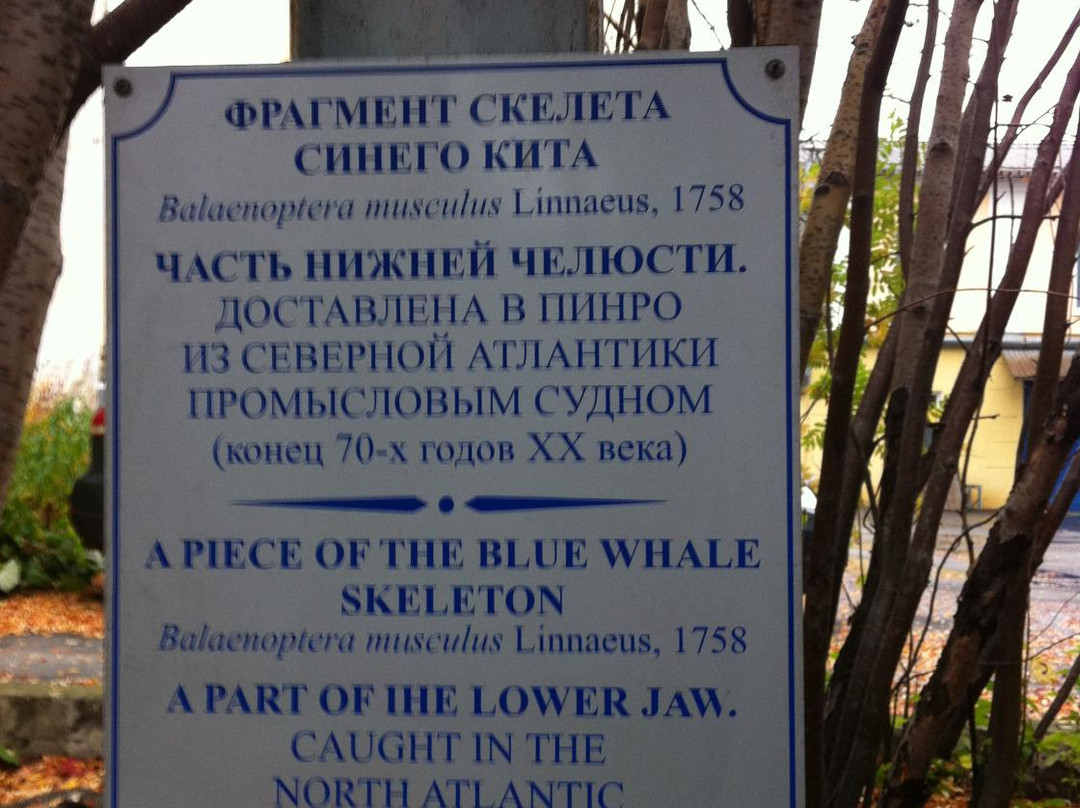 ФРАГМЕНТ СКЕЛЕТА
СИНЕГО КИТА
Balaenoptera musculus Linnaeus, 1758
ЧАСТЬ НИЖНЕЙ ЧЕЛЮСТИ.
ДОСТАВЛЕНА В ПИНРО
ИЗ СЕВЕРНОЙ АТЛАНТИКИ
ПРОМЫСЛОВЫМ СУДНОМ
(конец 70-х годов XX века)
A PIECE OF THE BLUE WHALE
SKELETON
Balaenoptera musculus Linnaeus, 1758
A PART OF IHE LOWER JAW.
CAUGHT IN THE
NORTH ATLANTIC